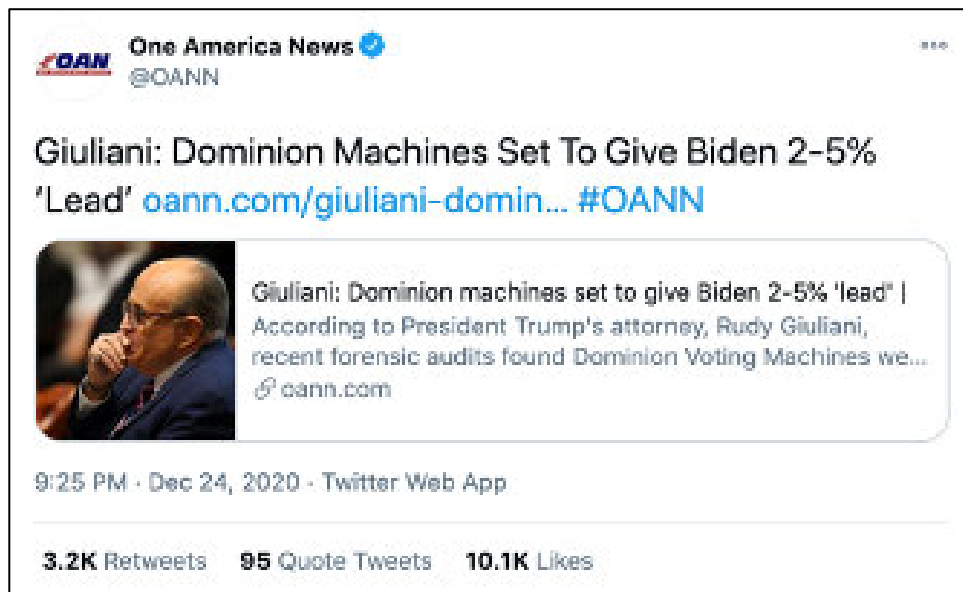 OAN
One America News
@OANN
Giuliani: Dominion Machines Set To Give Biden 2-5%
'Lead' oann.com/giuliani-domin... #OANN
Giuliani: Dominion machines set to give Biden 2-5% 'lead' |
According to President Trump's attorney, Rudy Giuliani,
recent forensic audits found Dominion Voting Machines we...
oann.com
9:25 PM · Dec 24, 2020 · Twitter Web App
3.2K Retweets 95 Quote Tweets 10.1K Likes